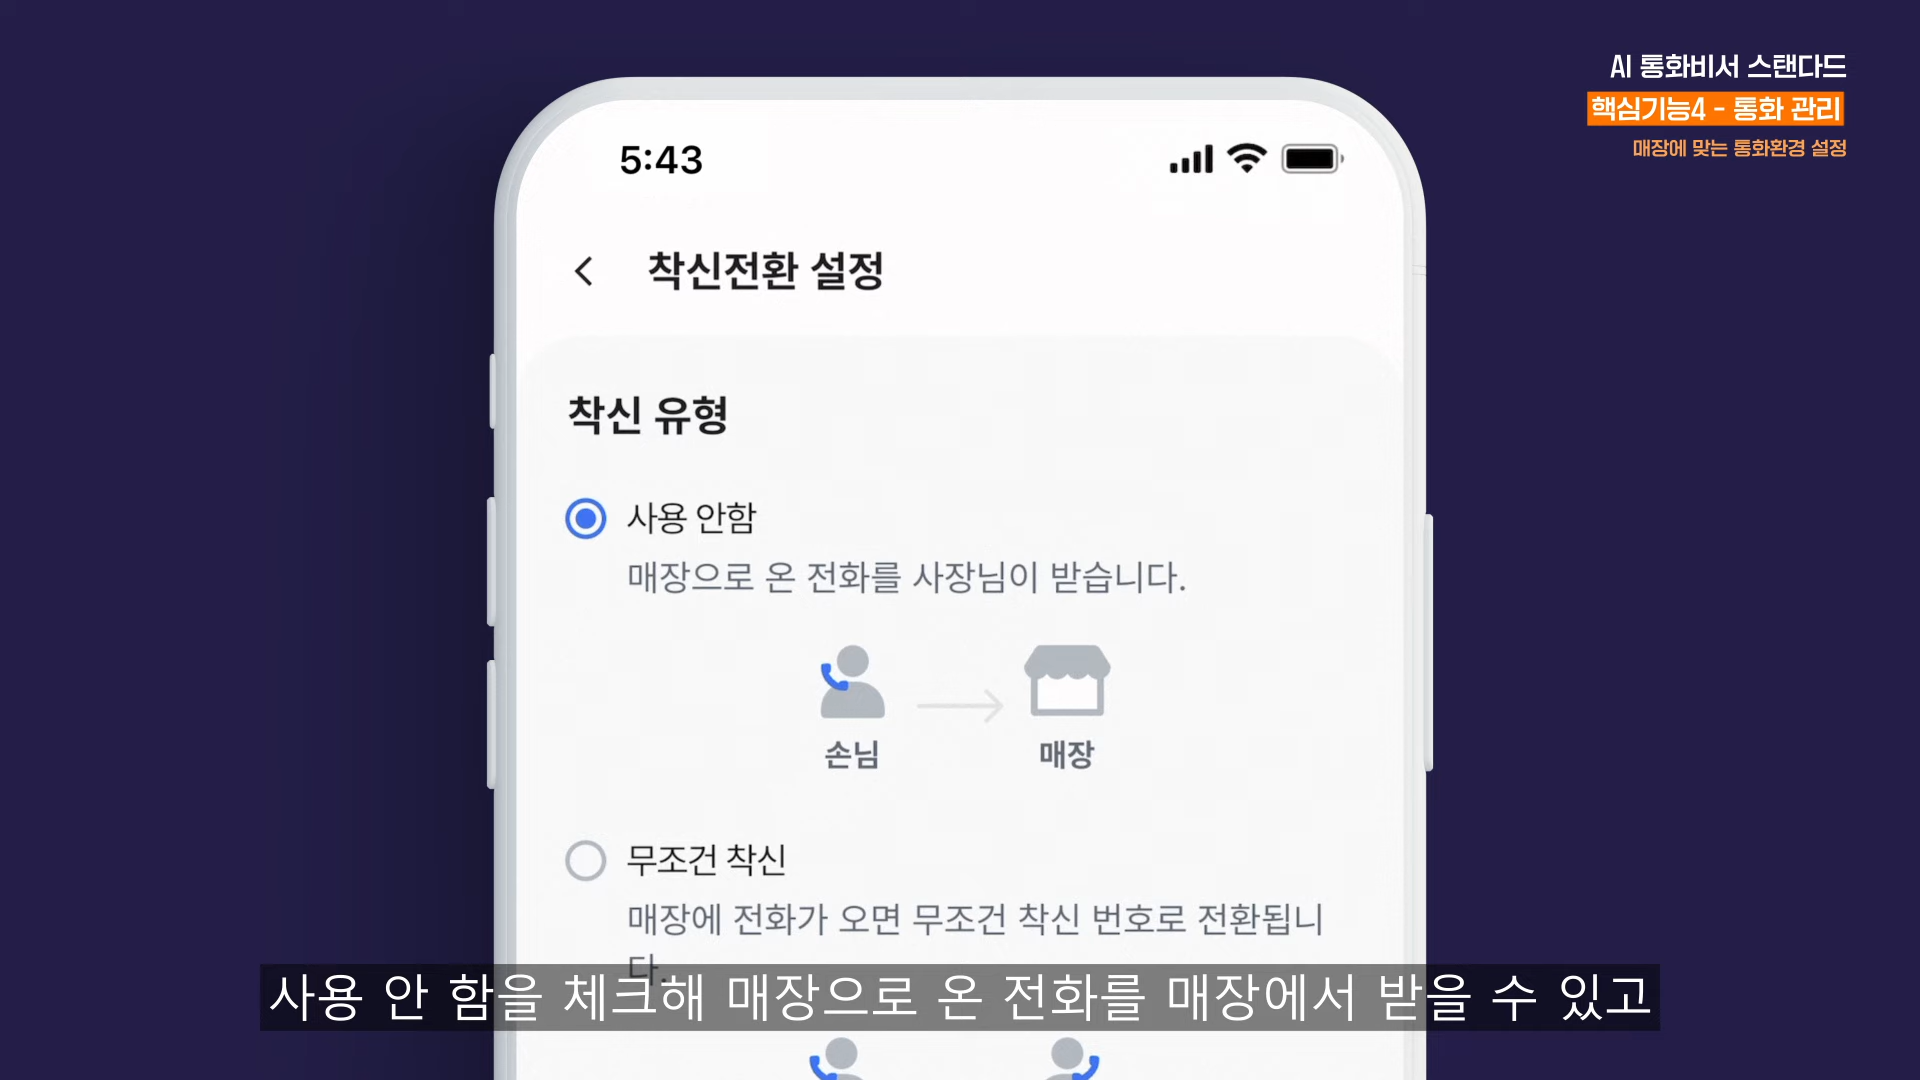 AI 통화비서 스탠다드
핵심기능4 - 통화 관리
매장에 맞는 통화환경 설정
5:43
착신전환 설정
착신 유형
사용 안함
매장으로 온 전화를 사장님이 받습니다.
손님
매장
무조건 착신
매장에 전화가 오면 무조건 착신 번호로 전환됩니
다.
사용 안 함을 체크해 매장으로 온 전화를 매장에서 받을 수 있고